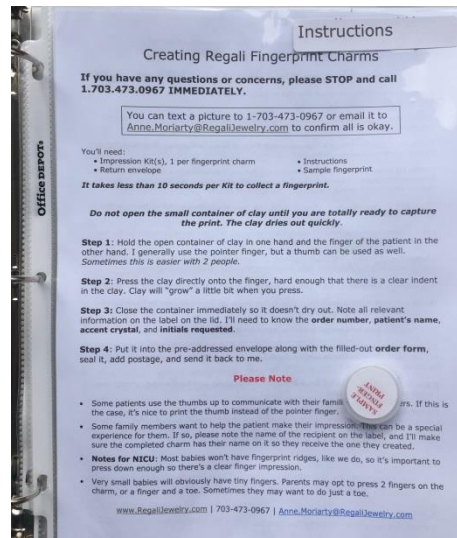 Instructions
Creating Regali Fingerprint Charms
If you have any questions or concerns, please STOP and call
1.703.473.0967 IMMEDIATELY.
You can text a picture to 1-703-473-0967 or email it to
Anne.Moriarty@RegaliJewelry.com to confirm all is okay.
You'll need:
• Impression Kit(s), 1 per fingerprint charm
• Return envelope
• Instructions
• Sample fingerprint
It takes less than 10 seconds per Kit to collect a fingerprint.
Do not open the small container of clay until you are totally ready to capture
the print. The clay dries out quickly.
Step 1: Hold the open container of clay in one hand and the finger of the patient in the
other hand. I generally use the pointer finger, but a thumb can be used as well.
Sometimes this is easier with 2 people.
Step 2: Press the clay directly onto the finger, hard enough that there is a clear indent
in the clay. Clay will "grow" a little bit when you press.
Step 3: Close the container immediately so it doesn't dry out. Note all relevant
information on the lid. I'll need to know the order number, patient's name,
accent crystal, and initials requested.
Step 4: Put it into the pre-addressed envelope along with the filled-out order form,
seal it, add postage, and send it back to me.
Please Note
• Some patients use the thumbs up to communicate with their famil ers. If this is
the case, it's nice to print the thumb instead of the pointer finger.
• Some family members want to help the patient make their impression. This can be a special
experience for them. If so, please note the name of the recipient on the label, and I'll make
sure the completed charm has their name on it so they receive the one they created.
• Notes for NICU: Most babies won't have fingerprint ridges, like we do, so it's important to
press down enough so there's a clear finger impression.
• Very small babies will obviously have tiny fingers. Parents may opt to press 2 fingers on the
charm, or a finger and a toe. Sometimes they may want to do just a toe.
www.RegaliJewelry.com | 703-473-0967 | Anne.Moriarty@RegaliJewelry.com
SAMPLE
FINGER
PRINT
Office DEPOT